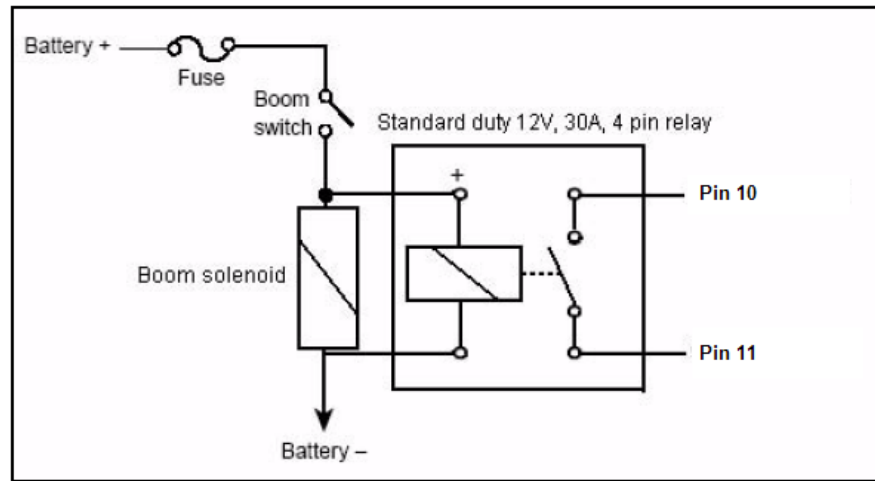 Battery +
Fuse
Boom
switch
Standard duty 12V, 30A, 4 pin relay
+
Pin 10
Boom solenoid
Pin 11
Battery –